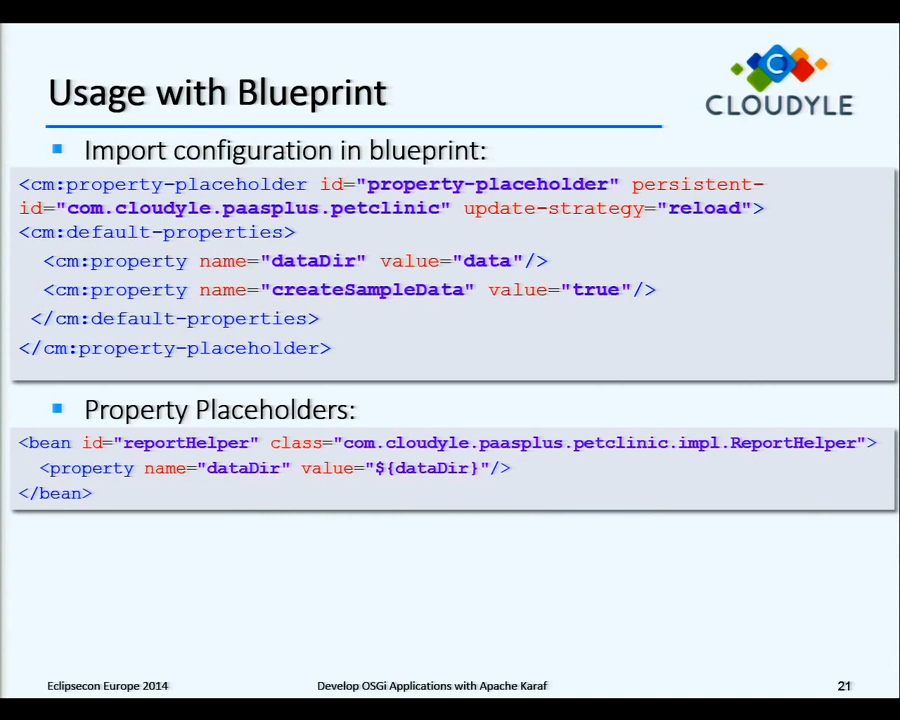 Usage with Blueprint
C
CLOUDYLE
Import configuration in blueprint:
<cm:property-placeholder id="property-placeholder" persistent-
id="com.cloudyle.paasplus.petclinic" update-strategy="reload">
<cm:default-properties>
<cm:property name="dataDir" value="data"/>
<cm:property name="createSampleData" value="true"/>
</cm:default-properties>
</cm:property-placeholder>
Property Placeholders:
<bean id="reportHelper" class="com.cloudyle.paasplus.petclinic.impl.ReportHelper">
<property name="dataDir" value="${dataDir}"/>
</bean>
Eclipsecon Europe 2014 Develop OSGi Applications with Apache Karaf 21